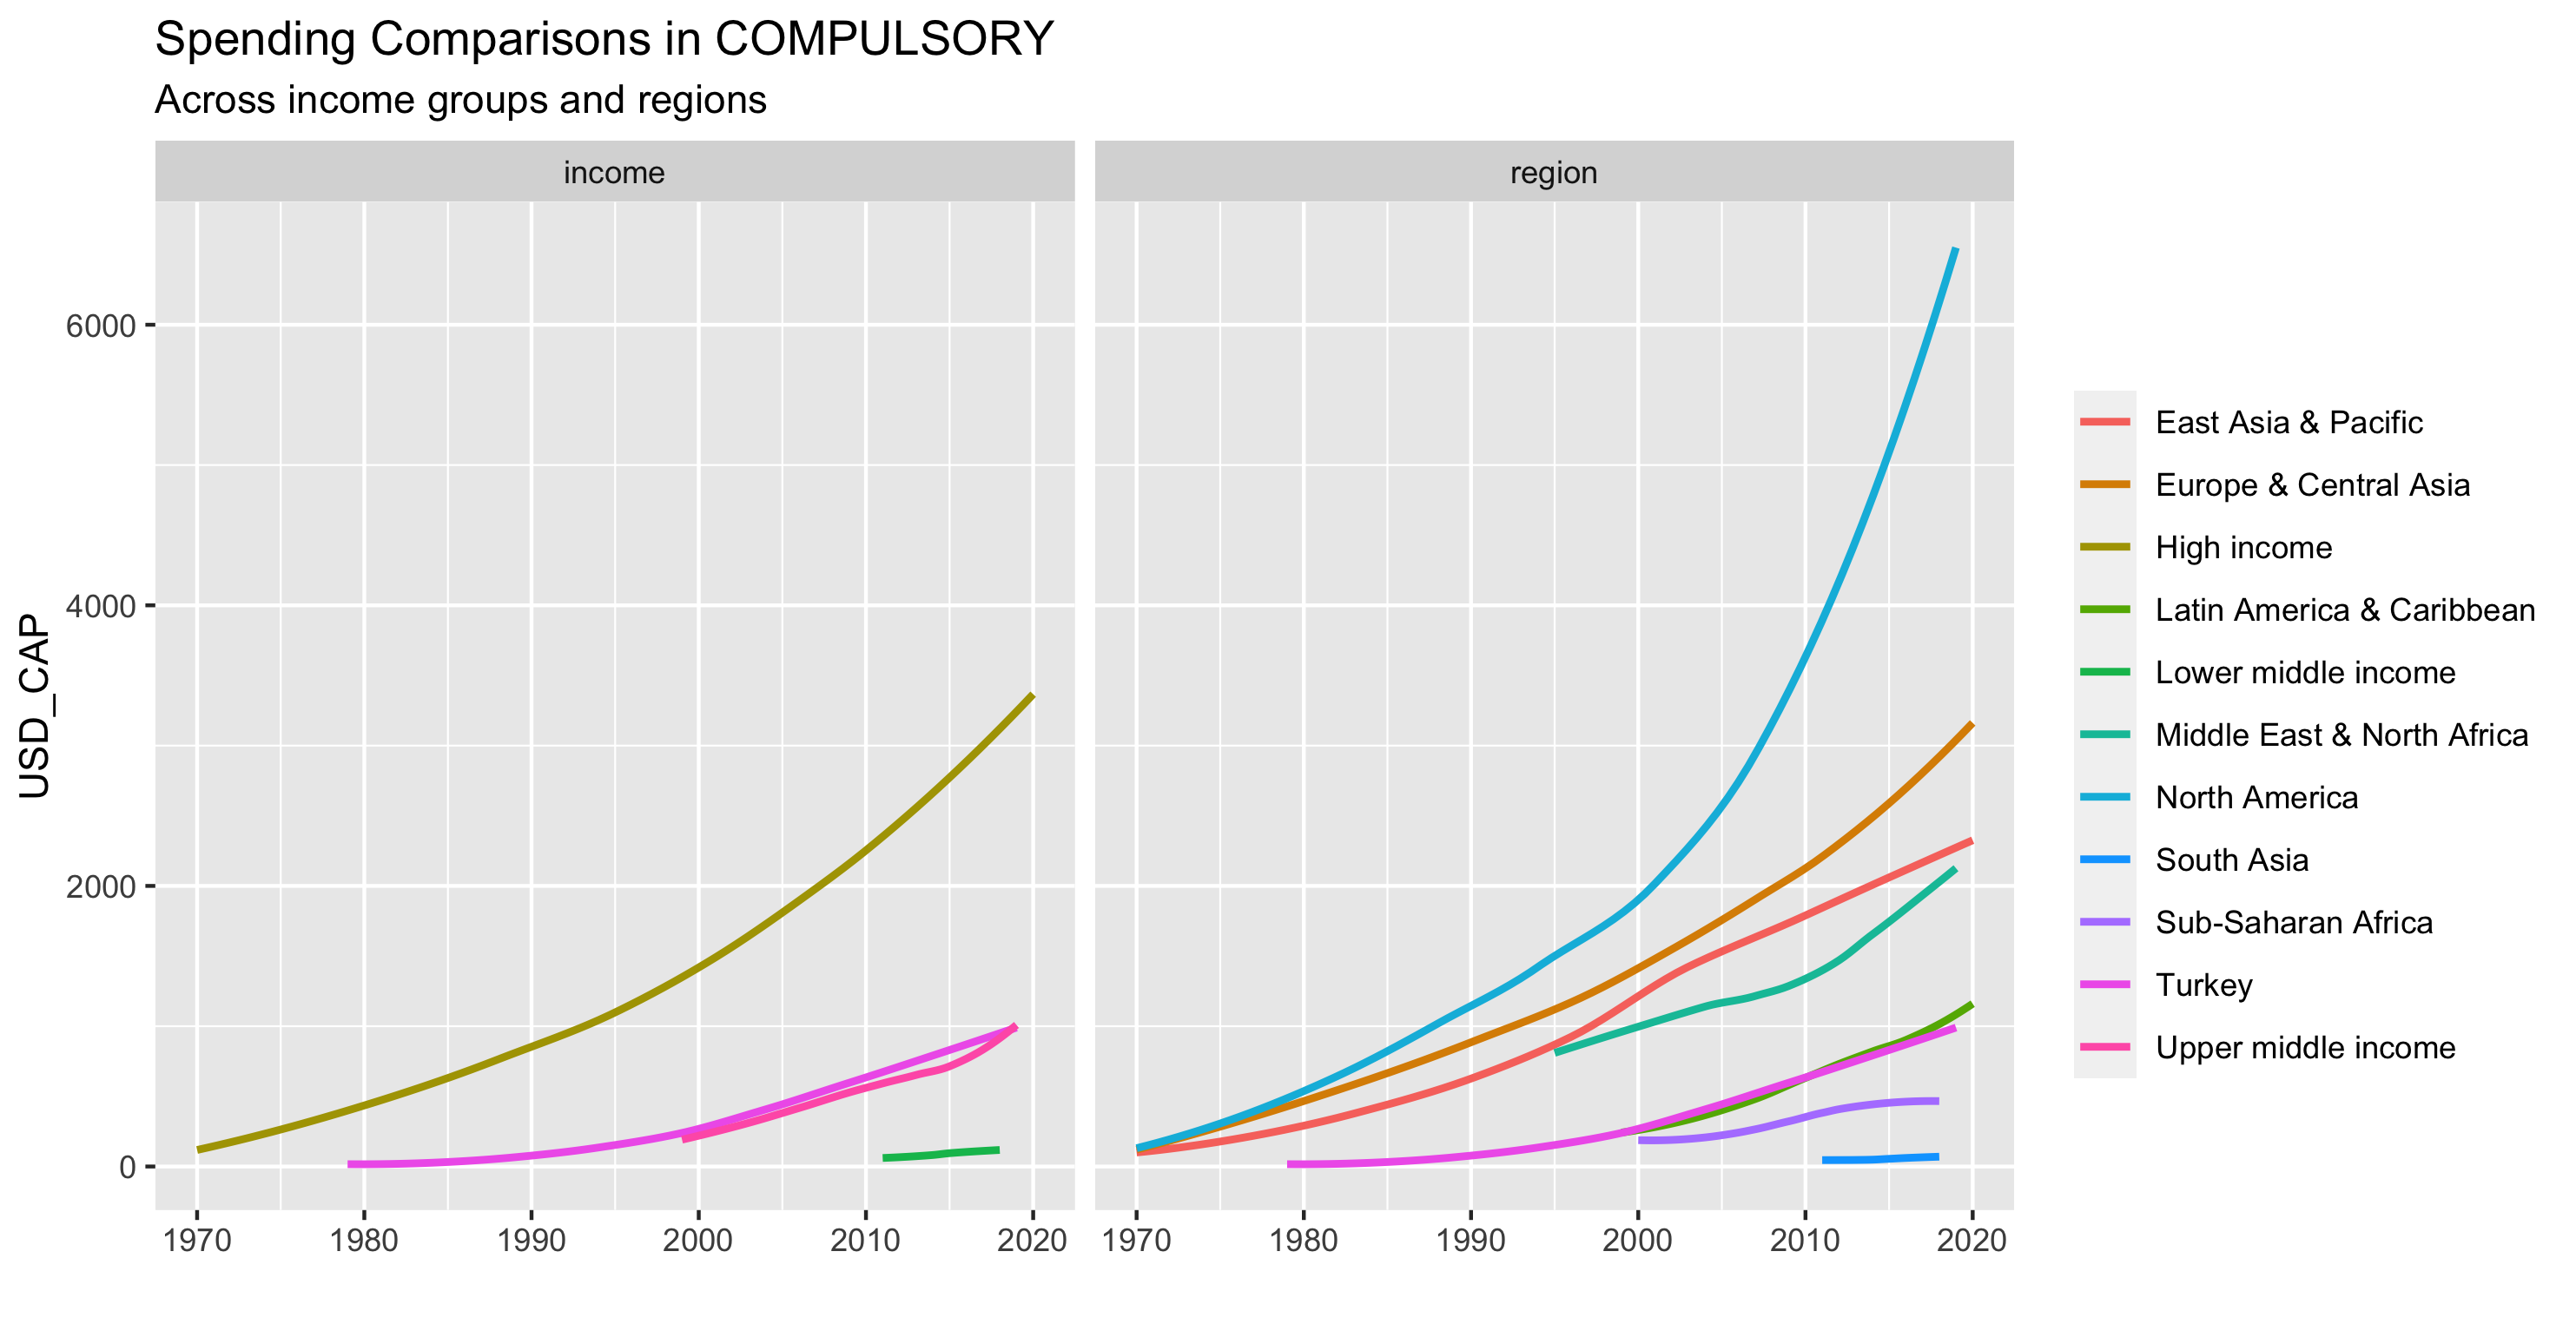 Spending Comparisons in COMPULSORY
Across income groups and regions
income
region
USD_CAP
6000
4000
2000
0
1970 1980 1990 2000 2010 2020
1970 1980 1990 2000 2010 2020
East Asia & Pacific
Europe & Central Asia
High income
Latin America & Caribbean
Lower middle income
Middle East & North Africa
North America
South Asia
Sub-Saharan Africa
Turkey
Upper middle income